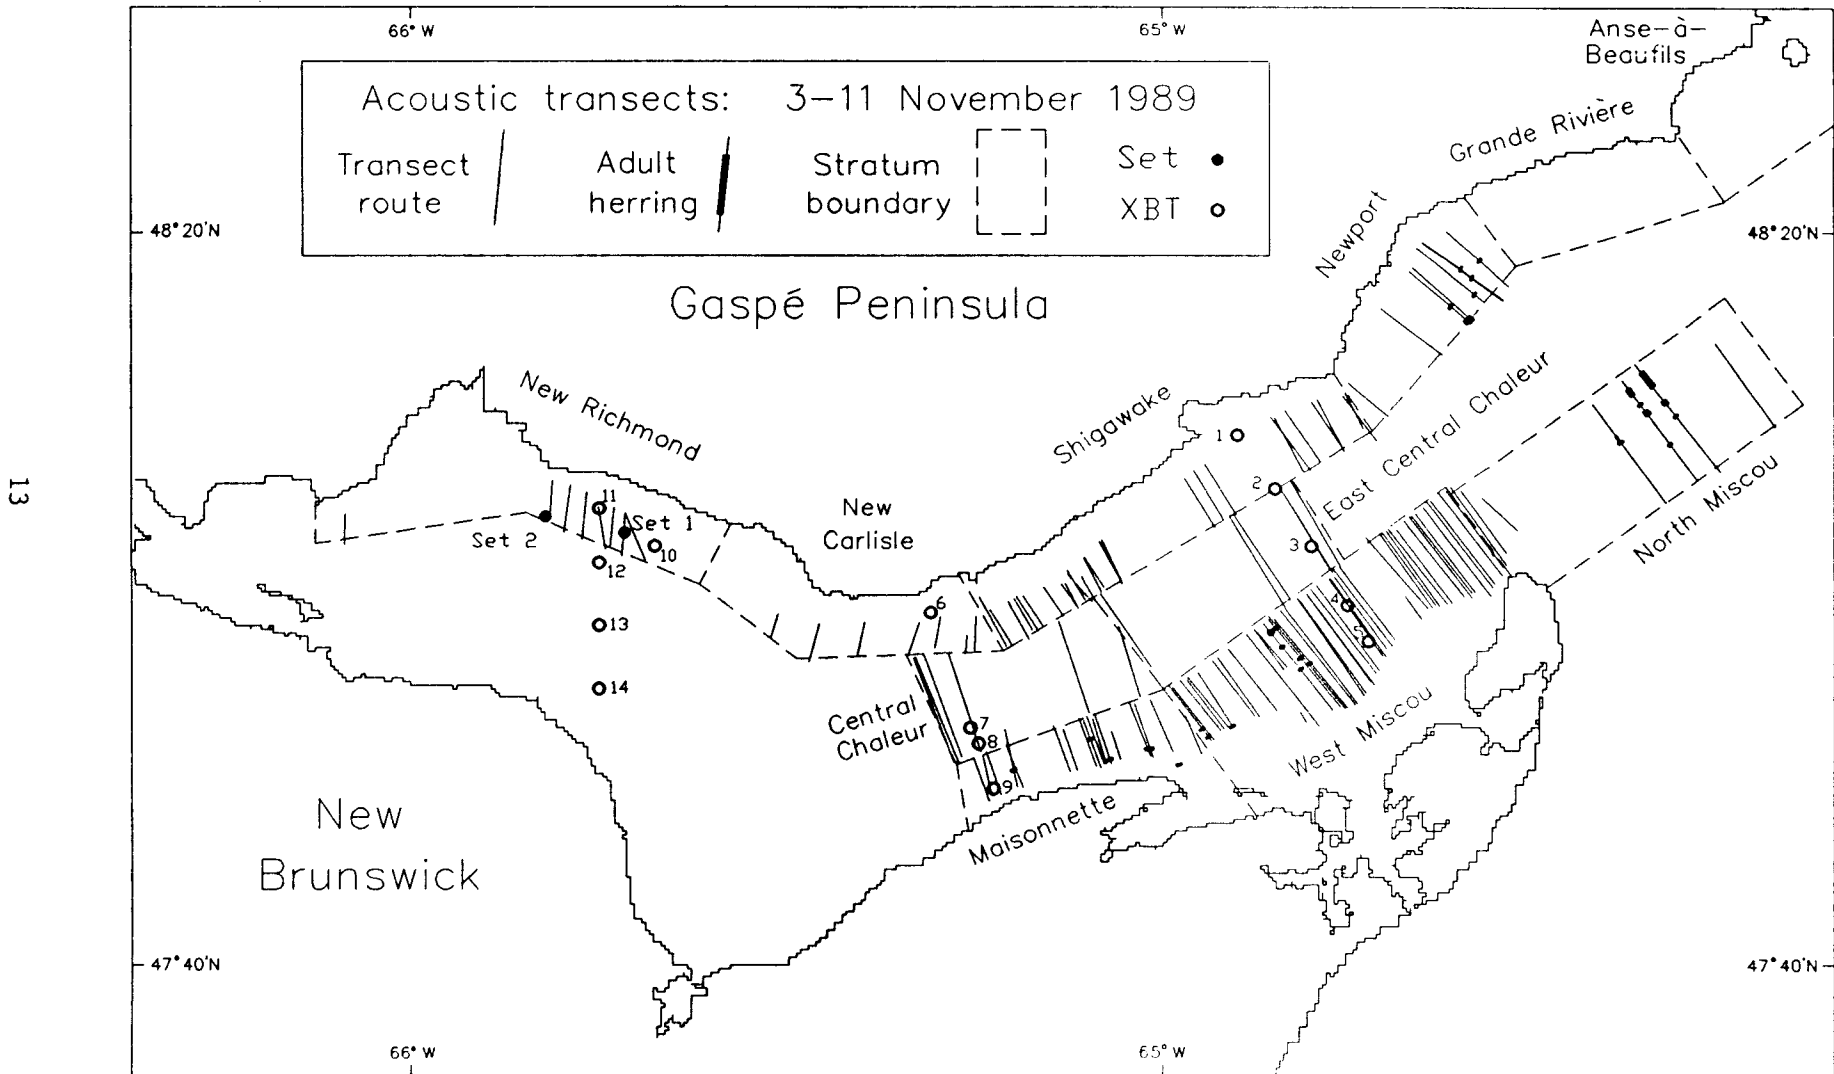 66°W
65°W
Anse-à-
Beaufils
Acoustic transects: 3-11 November 1989
Transect
route
Adult
herring
Stratum
boundary
Set
XBT
Grande Rivière
Newport
48°20'N
48°20'N
Gaspé Peninsula
New Richmond
Shigawake
East Central Chaleur
North Miscou
New
Carlisle
1
2
3
4
5
11
Set 1
Set 2
10
12
13
14
6
7
8
9
Central
Chaleur
West Miscou
Maisonnette
New
Brunswick
47°40'N
47°40'N
66°W
65°W
13